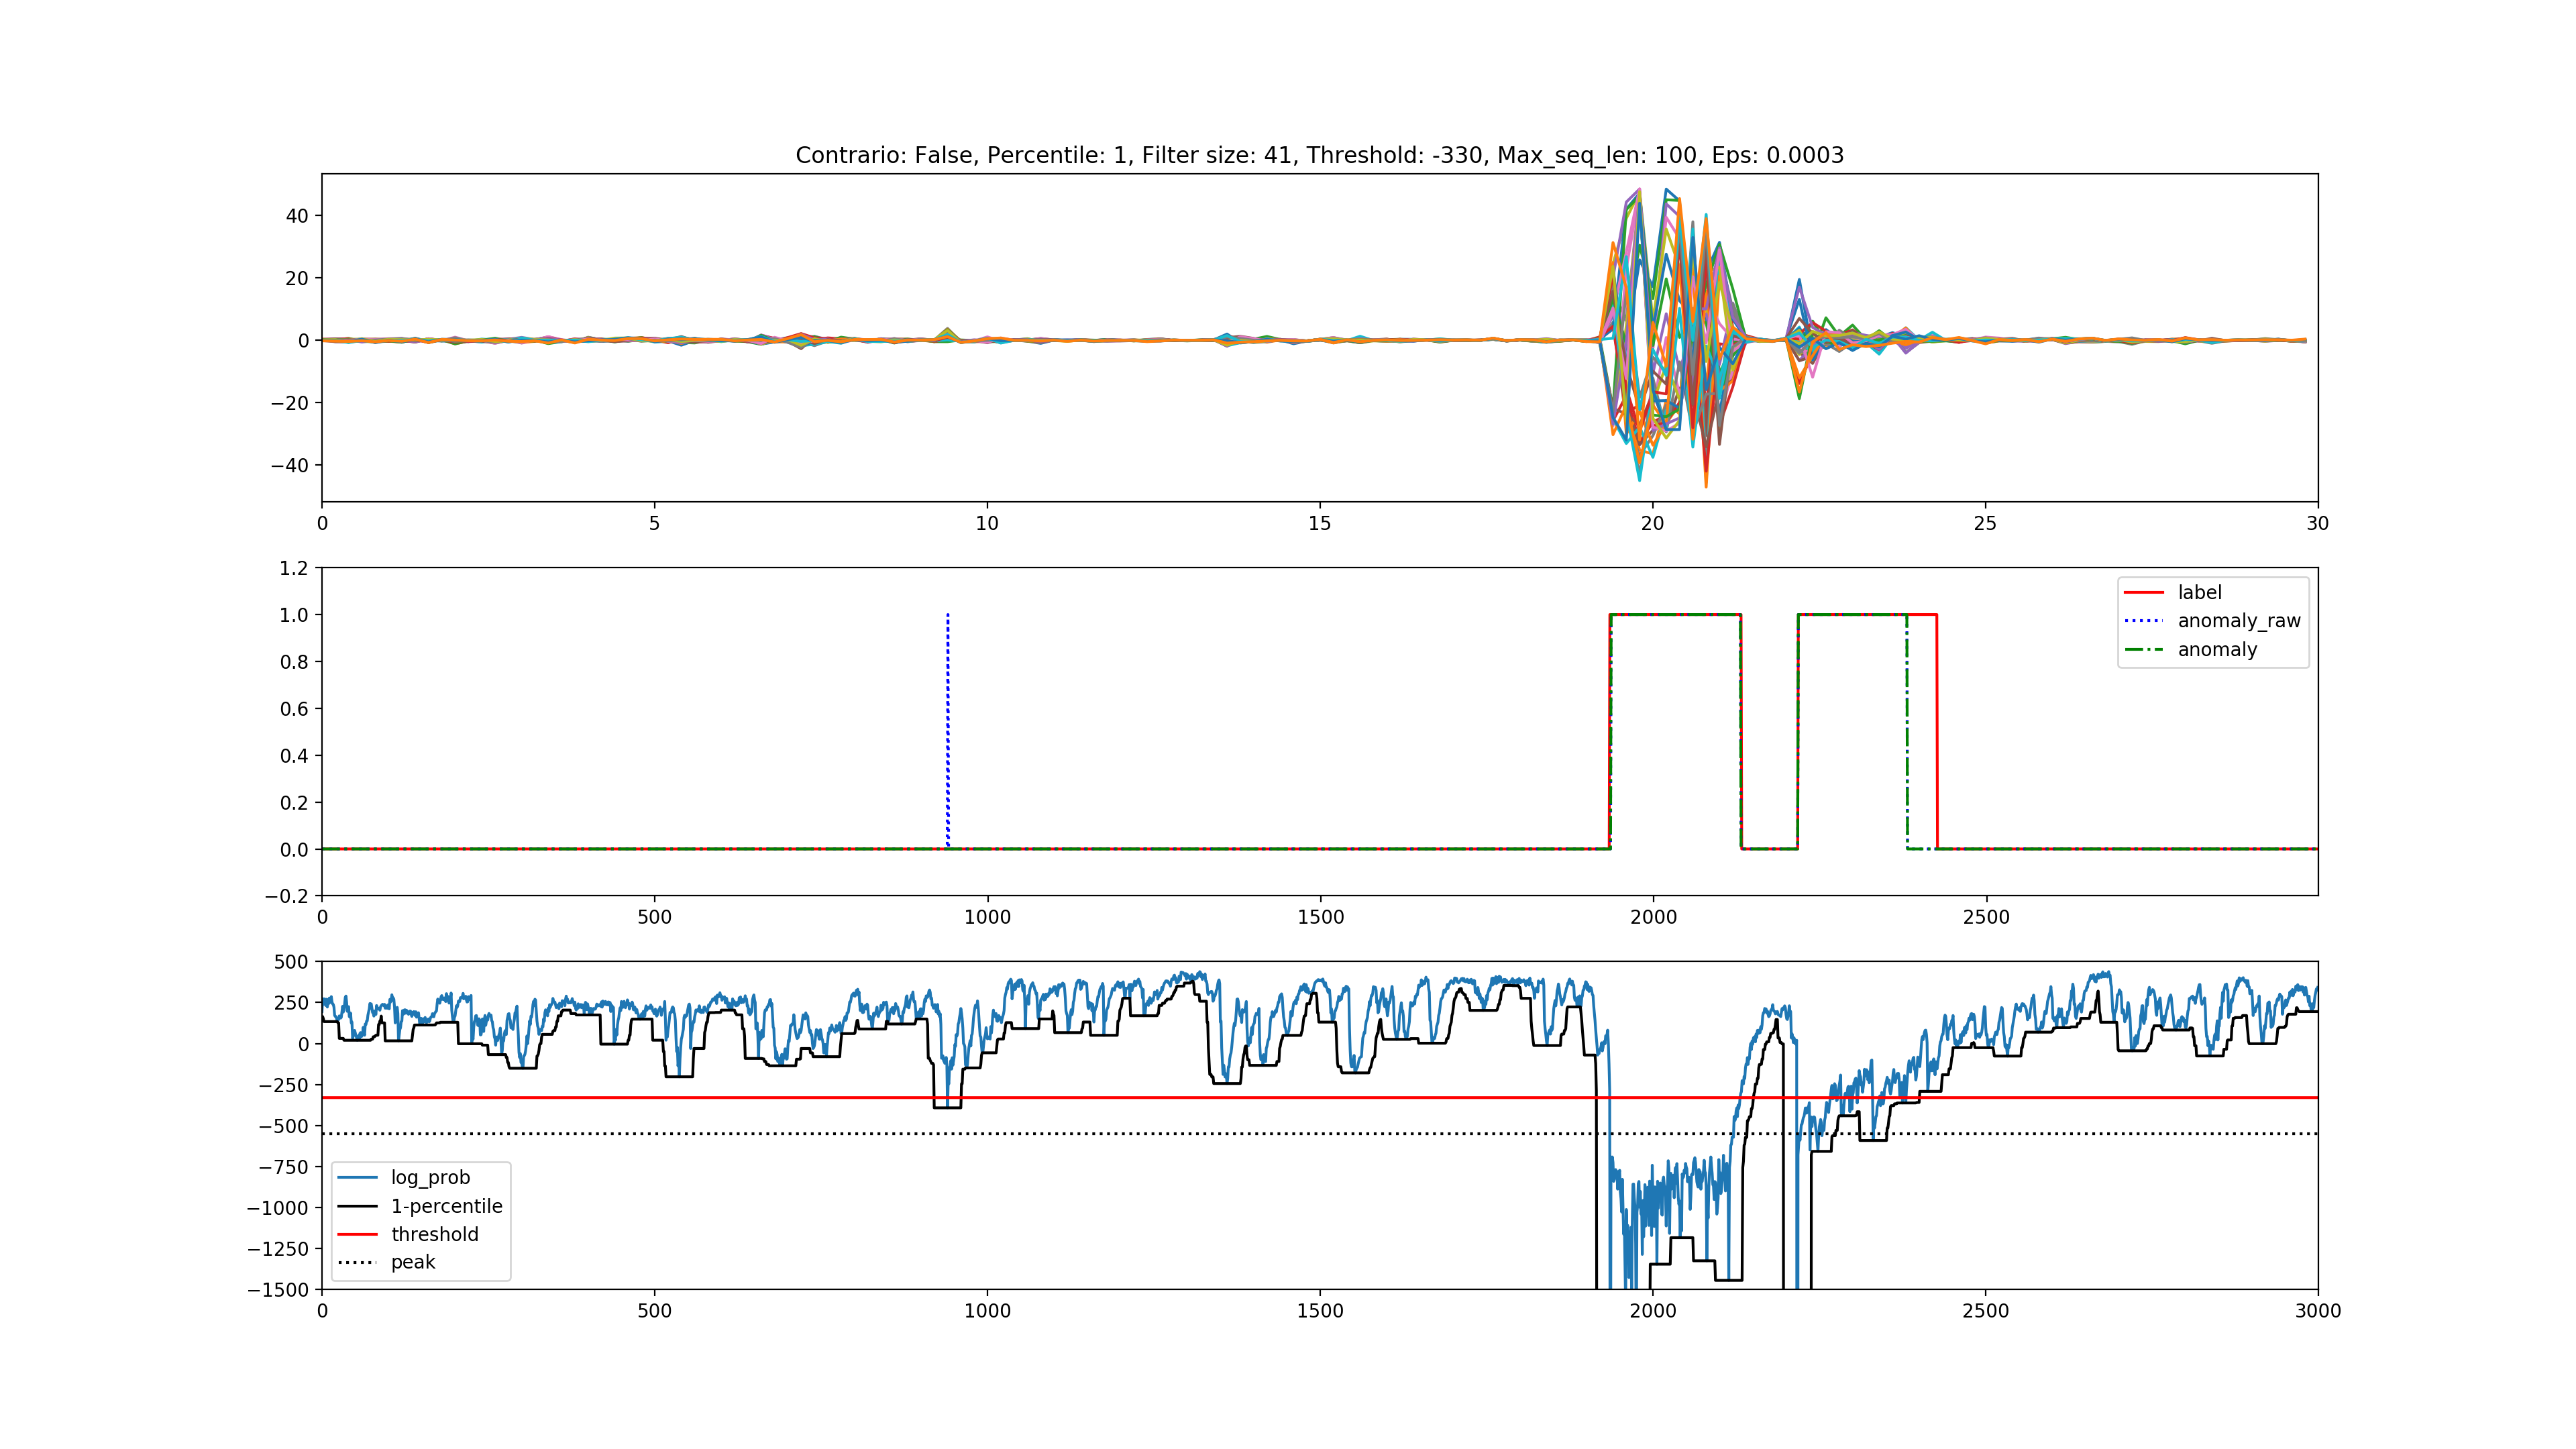 Contrario: False, Percentile: 1, Filter size: 41, Threshold: -330, Max_seq_len: 100, Eps: 0.0003
40
20
0
−20
−40
0 5 10 15 20 25 30
1.2
1.0
0.8
0.6
0.4
0.2
0.0
−0.2
label
anomaly_raw
anomaly
0 500 1000 1500 2000 2500
500
250
0
−250
−500
−750
−1000
−1250
−1500
log_prob
1-percentile
threshold
peak
0 500 1000 1500 2000 2500 3000